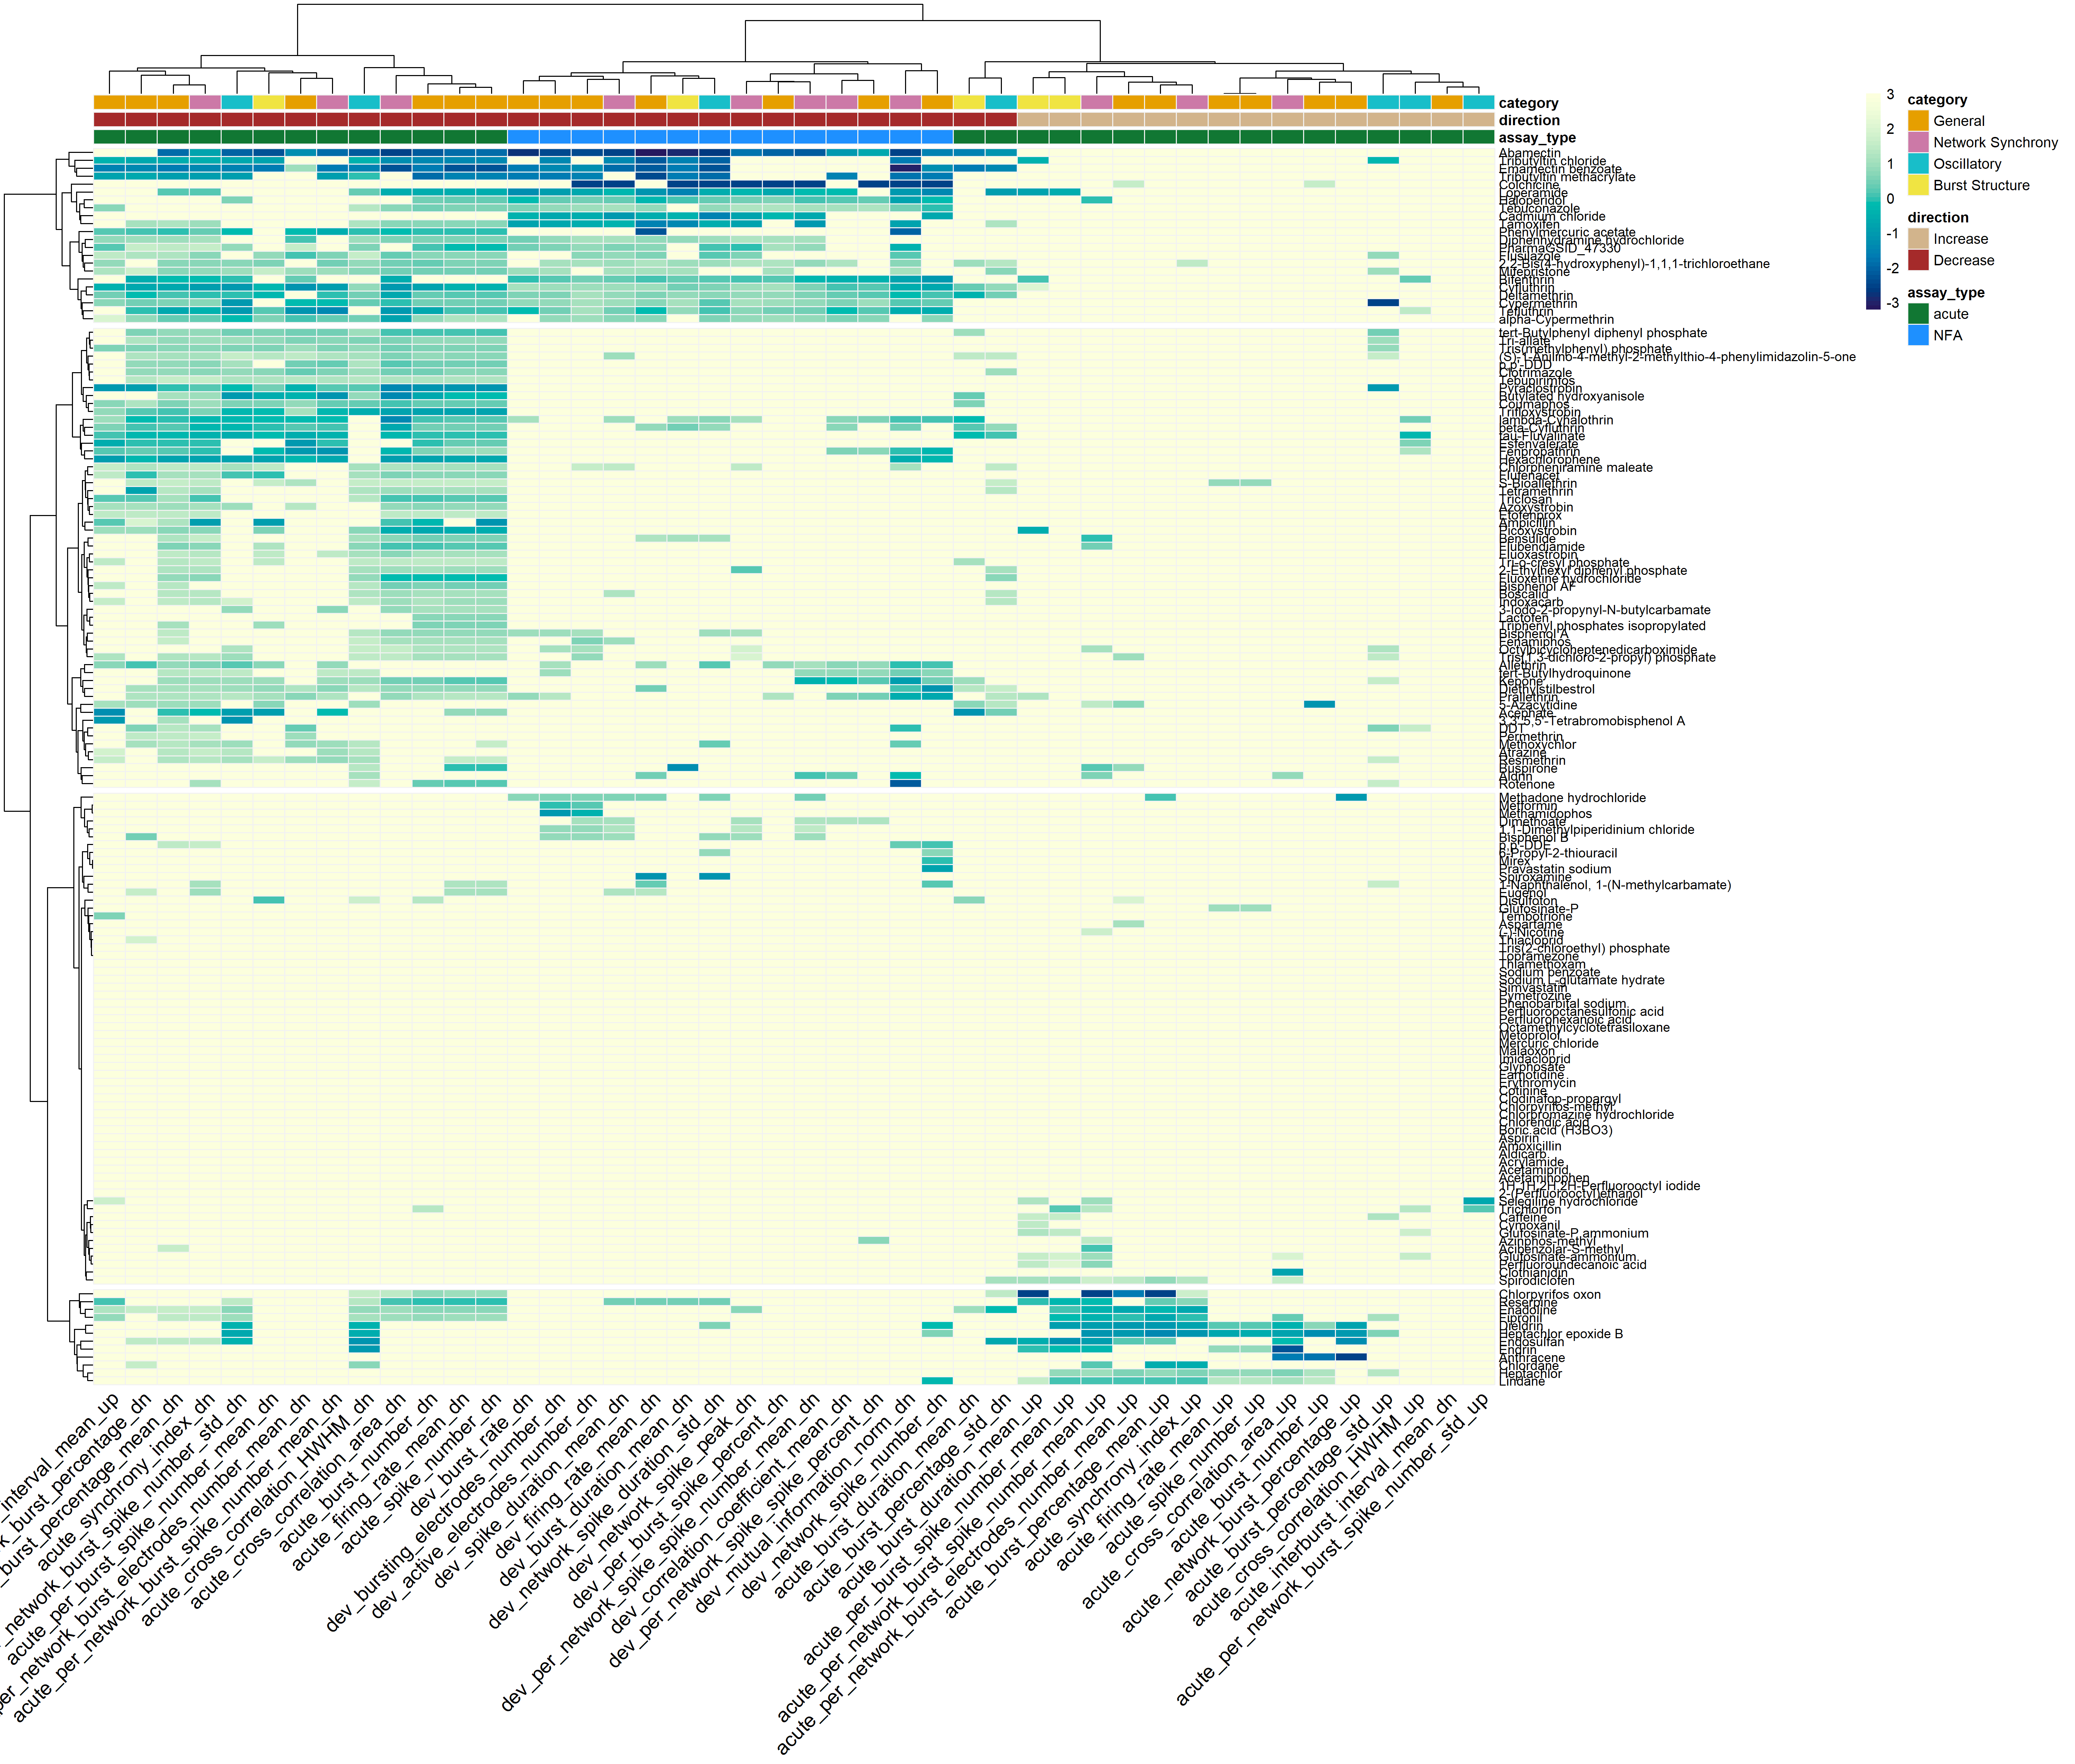 category
direction
assay_type
3
2
1
0
-1
-2
-3
category
General
Network Synchrony
Oscillatory
Burst Structure
direction
Increase
Decrease
assay_type
acute
NFA
Abamectin
Tributyltin chloride
Emamectin benzoate
Tributyltin methacrylate
Colchicine
Loperamide
Haloperidol
Tebuconazole
Cadmium chloride
Tamoxifen
Phenylmercuric acetate
Diphenhydramine hydrochloride
PharmaGSID_47330
Flusilazole
2,2-Bis(4-hydroxyphenyl)-1,1,1-trichloroethane
Mifepristone
Bifenthrin
Cyfluthrin
Deltamethrin
Cypermethrin
Tefluthrin
alpha-Cypermethrin
tert-Butylphenyl diphenyl phosphate
Tri-allate
Tris(methylphenyl) phosphate
(S)-1-Anilino-4-methyl-2-methylthio-4-phenylimidazolin-5-one
p,p'-DDD
Clotrimazole
Tebupirimfos
Pyraclostrobin
Butylated hydroxyanisole
Coumaphos
Trifloxystrobin
lambda-Cyhalothrin
beta-Cyfluthrin
tau-Fluvalinate
Esfenvalerate
Fenpropathrin
Hexachlorophene
Chlorpheniramine maleate
Flufenacet
S-Bioallethrin
Tetramethrin
Triclosan
Azoxystrobin
Etofenprox
Ampicillin
Picoxystrobin
Bensulide
Flubendiamide
Fluoxastrobin
Tri-o-cresyl phosphate
2-Ethylhexyl diphenyl phosphate
Fluoxetine hydrochloride
Bisphenol AF
Boscalid
Indoxacarb
3-Iodo-2-propynyl-N-butylcarbamate
Lactofen
Triphenyl phosphates isopropylated
Bisphenol A
Fenamiphos
Octylbicycloheptenedicarboximide
Tris(1,3-dichloro-2-propyl) phosphate
Allethrin
tert-Butylhydroquinone
Kepone
Diethylstilbestrol
Prallethrin
5-Azacytidine
Acephate
3,3',5,5'-Tetrabromobisphenol A
DDT
Permethrin
Methoxychlor
Atrazine
Resmethrin
Buspirone
Aldrin
Rotenone
Methadone hydrochloride
Metformin
Methamidophos
Dimethoate
1,1-Dimethylpiperidinium chloride
Bisphenol B
p,p'-DDE
6-Propyl-2-thiouracil
Mirex
Pravastatin sodium
Spiroxamine
1-Naphthalenol, 1-(N-methylcarbamate)
Eugenol
Disulfoton
Glufosinate-P
Tembotrione
Aspartame
(-)-Nicotine
Thiacloprid
Tris(2-chloroethyl) phosphate
Topramezone
Thiamethoxam
Sodium benzoate
Sodium L-glutamate hydrate
Simvastatin
Pymetrozine
Phenobarbital sodium
Perfluorooctanesulfonic acid
Perfluorohexanoic acid
Octamethylcyclotetrasiloxane
Metoprolol
Mercuric chloride
Malaoxon
Imidacloprid
Glyphosate
Famotidine
Erythromycin
Cotinine
Clodinafop-propargyl
Chlorpyrifos-methyl
Chlorpromazine hydrochloride
Chlorendic acid
Boric acid (H3BO3)
Aspirin
Amoxicillin
Aldicarb
Acrylamide
Acetamiprid
Acetaminophen
1H,1H,2H,2H-Perfluorooctyl iodide
2-(Perfluorooctyl)ethanol
Selegiline hydrochloride
Trichlorfon
Caffeine
Cymoxanil
Glufosinate-P ammonium
Azinphos-methyl
Acibenzolar-S-methyl
Glufosinate-ammonium
Perfluoroundecanoic acid
Clothianidin
Spirodiclofen
Chlorpyrifos oxon
Reserpine
Enadoline
Fipronil
Dieldrin
Heptachlor epoxide B
Endosulfan
Endrin
Anthracene
Chlordane
Heptachlor
Lindane
interval_mean_up
k_burst_percentage_dn
_burst_percentage_mean_dn
acute_synchrony_index_dn
_network_burst_spike_number_std_dn
acute_per_burst_spike_number_mean_dn
per_network_burst_electrodes_number_mean_dn
acute_per_network_burst_spike_number_mean_dn
acute_cross_correlation_HWHM_dn
acute_cross_correlation_area_dn
acute_burst_number_dn
acute_firing_rate_mean_dn
acute_spike_number_dn
dev_burst_rate_dn
dev_bursting_electrodes_number_dn
dev_active_electrodes_number_dn
dev_spike_duration_mean_dn
dev_firing_rate_mean_dn
dev_burst_duration_mean_dn
dev_network_spike_duration_std_dn
dev_network_spike_peak_dn
dev_per_burst_spike_percent_dn
dev_per_network_spike_spike_number_mean_dn
dev_correlation_coefficient_mean_dn
dev_per_network_spike_spike_percent_dn
dev_mutual_information_norm_dn
dev_network_spike_number_dn
acute_burst_duration_mean_dn
acute_burst_percentage_std_dn
acute_burst_duration_mean_up
acute_per_burst_spike_number_mean_up
acute_per_network_burst_spike_number_mean_up
acute_per_network_burst_electrodes_number_mean_up
acute_burst_percentage_mean_up
acute_synchrony_index_up
acute_firing_rate_mean_up
acute_spike_number_up
acute_cross_correlation_area_up
acute_burst_number_up
acute_network_burst_percentage_up
acute_burst_percentage_std_up
acute_cross_correlation_HWHM_up
acute_interburst_interval_mean_dn
acute_per_network_burst_spike_number_std_up